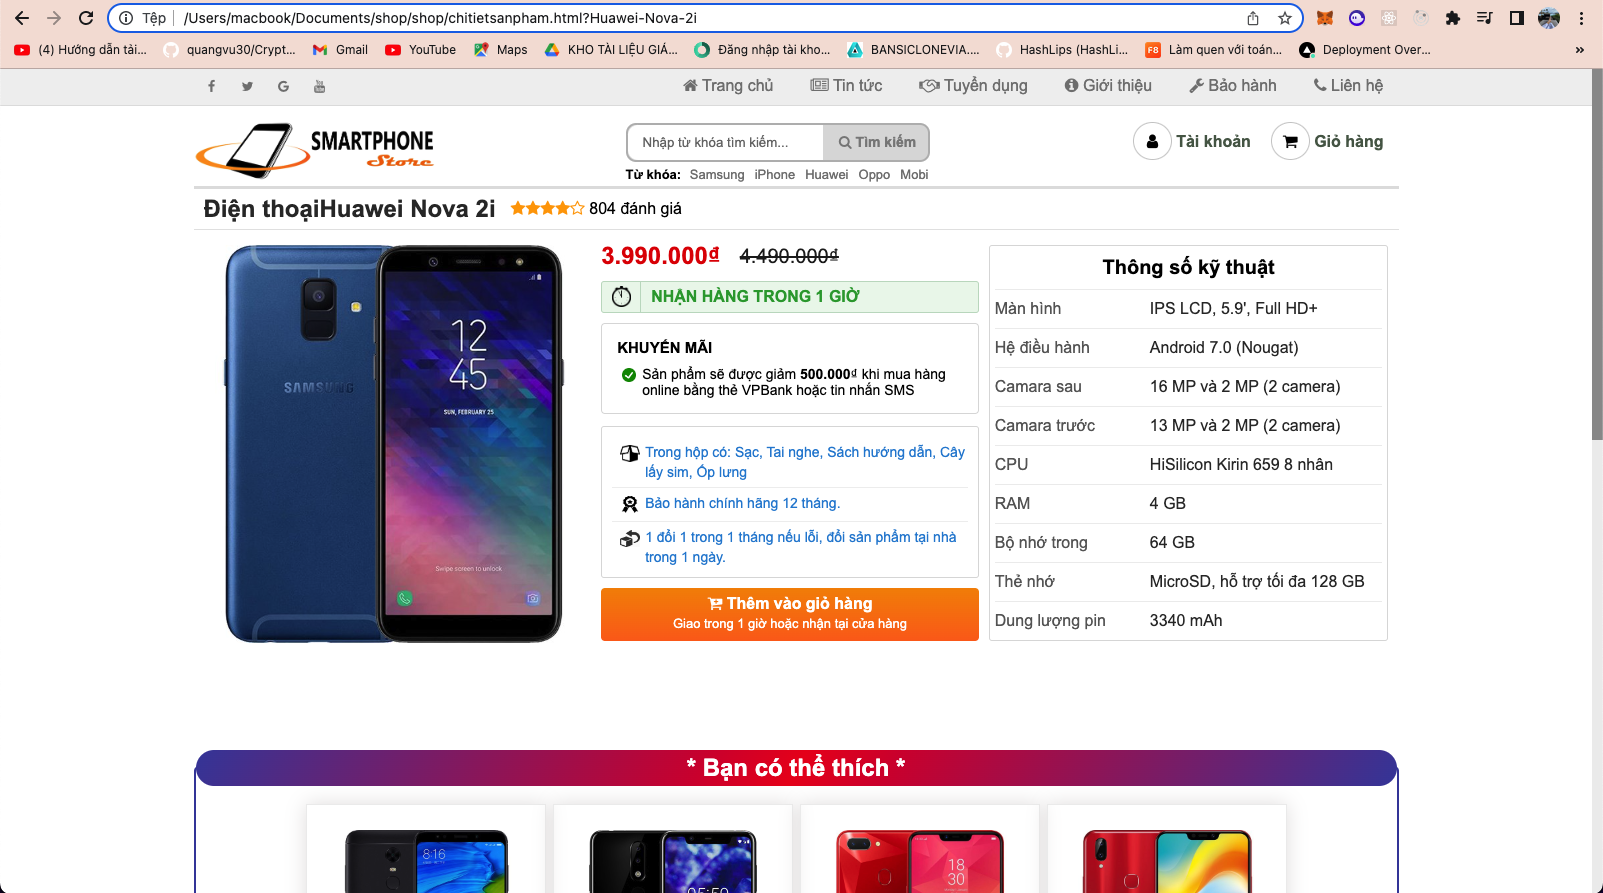 Tệp
/Users/macbook/Documents/shop/shop/chitietsanpham.html?Huawei-Nova-2i
(4) Hướng dẫn tải...
quangvu30/Crypt...
Gmail
YouTube
Maps
KHO TÀI LIỆU GIÁ...
Đăng nhập tài kho...
BANSICLONEVIA....
HashLips (HashLi...
F8
Làm quen với toán...
Deployment Over...
»
Trang chủ
Tin tức
Tuyển dụng
Giới thiệu
Bảo hành
Liên hệ
SMARTPHONE
Store
Nhập từ khóa tìm kiếm...
Tìm kiếm
Tài khoản
Giỏ hàng
Từ khóa: Samsung iPhone Huawei Oppo Mobi
Điện thoạiHuawei Nova 2i
804 đánh giá
SAMSUNG
12
45
SUN, FEBRUARY 25
Swipe screen to unlock
3.990.000₫ 4.490.000₫
NHẬN HÀNG TRONG 1 GIỜ
KHUYẾN MÃI
Sản phẩm sẽ được giảm 500.000₫ khi mua hàng
online bằng thẻ VPBank hoặc tin nhắn SMS
Trong hộp có: Sạc, Tai nghe, Sách hướng dẫn, Cây
lấy sim, Ốp lưng
Bảo hành chính hãng 12 tháng.
1 đổi 1 trong 1 tháng nếu lỗi, đổi sản phẩm tại nhà
trong 1 ngày.
Thêm vào giỏ hàng
Giao trong 1 giờ hoặc nhận tại cửa hàng
Thông số kỹ thuật
Màn hình IPS LCD, 5.9', Full HD+
Hệ điều hành Android 7.0 (Nougat)
Camara sau 16 MP và 2 MP (2 camera)
Camara trước 13 MP và 2 MP (2 camera)
CPU HiSilicon Kirin 659 8 nhân
RAM 4 GB
Bộ nhớ trong 64 GB
Thẻ nhớ MicroSD, hỗ trợ tối đa 128 GB
Dung lượng pin 3340 mAh
* Bạn có thể thích *
8:16
18
30